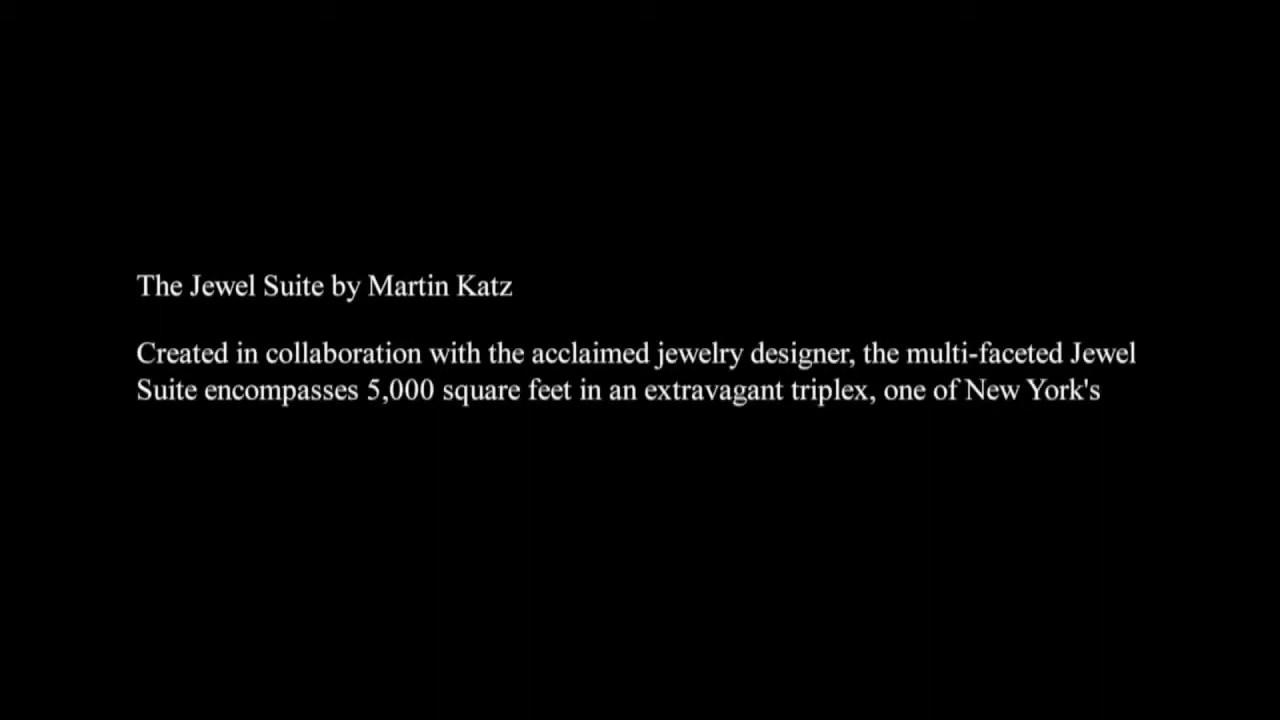 The Jewel Suite by Martin Katz
Created in collaboration with the acclaimed jewelry designer, the multi-faceted Jewel
Suite encompasses 5,000 square feet in an extravagant triplex, one of New York's